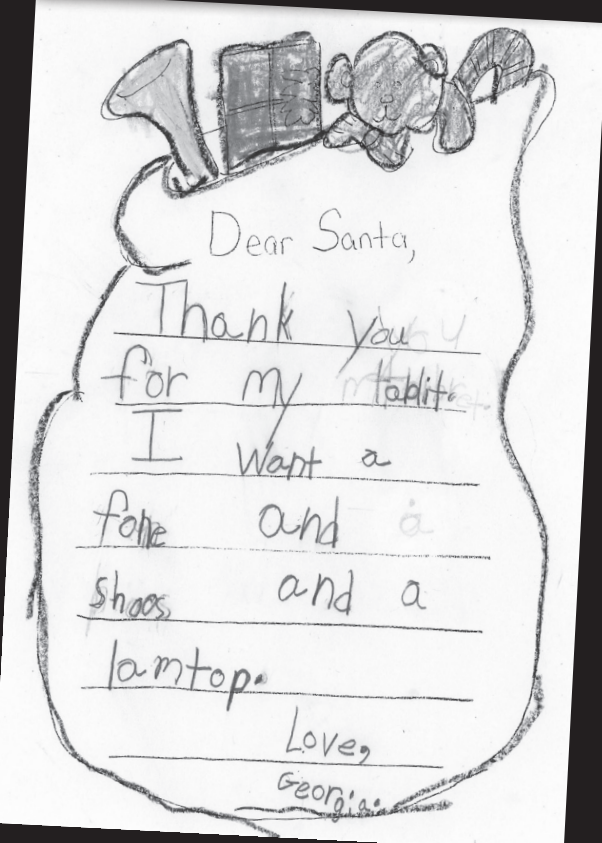 Dear Santa,
Thank you
for my tablit.
I want a
fone and a
shoos and a
lamtop.
Love,
Georgia.